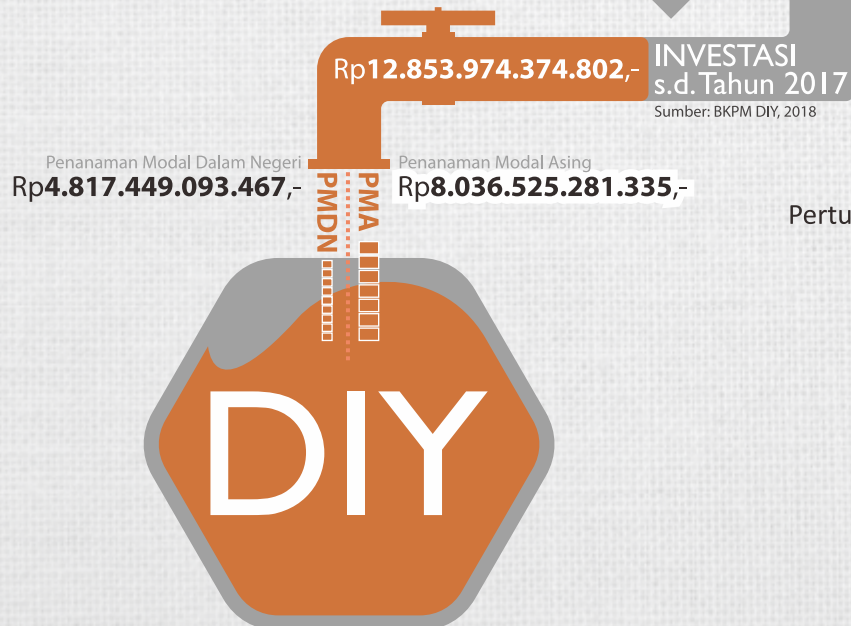 Rp12.853.974.374.802,-
INVESTASI
s.d. Tahun 2017
Sumber: BKPM DIY, 2018
Penanaman Modal Dalam Negeri
Rp4.817.449.093.467,-
Penanaman Modal Asing
Rp8.036.525.281.335,-
PMDN
PMA
Pertu
DIY